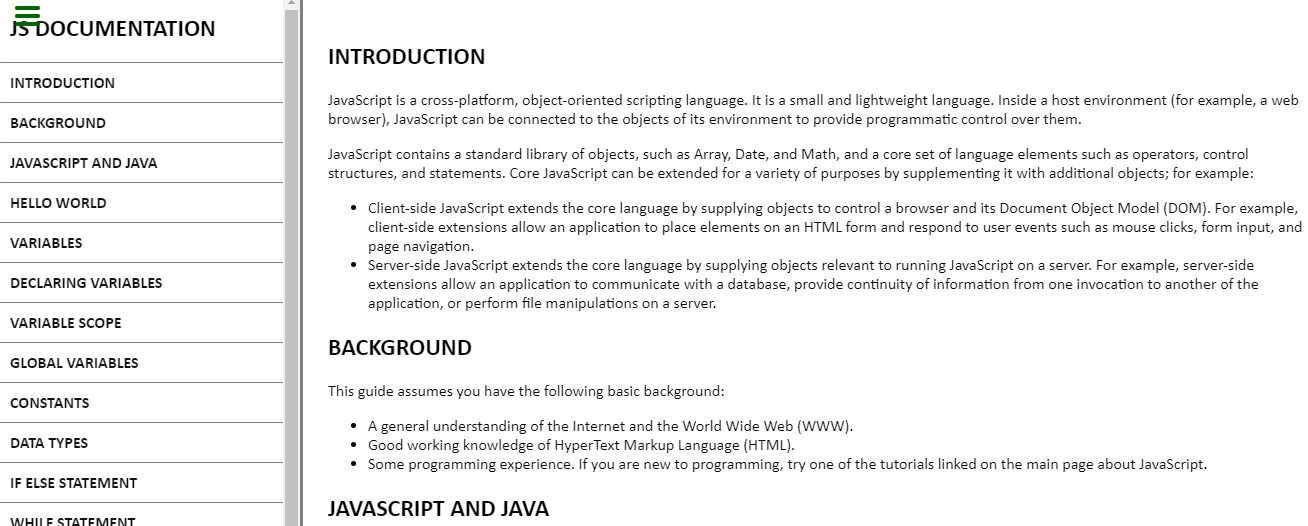 JS DOCUMENTATION
INTRODUCTION
BACKGROUND
JAVASCRIPT AND JAVA
HELLO WORLD
VARIABLES
DECLARING VARIABLES
VARIABLE SCOPE
GLOBAL VARIABLES
CONSTANTS
DATA TYPES
IF ELSE STATEMENT
WHILE STATEMENT
INTRODUCTION
JavaScript is a cross-platform, object-oriented scripting language. It is a small and lightweight language. Inside a host environment (for example, a web
browser), JavaScript can be connected to the objects of its environment to provide programmatic control over them.
JavaScript contains a standard library of objects, such as Array, Date, and Math, and a core set of language elements such as operators, control
structures, and statements. Core JavaScript can be extended for a variety of purposes by supplementing it with additional objects; for example:
• Client-side JavaScript extends the core language by supplying objects to control a browser and its Document Object Model (DOM). For example,
client-side extensions allow an application to place elements on an HTML form and respond to user events such as mouse clicks, form input, and
page navigation.
• Server-side JavaScript extends the core language by supplying objects relevant to running JavaScript on a server. For example, server-side
extensions allow an application to communicate with a database, provide continuity of information from one invocation to another of the
application, or perform file manipulations on a server.
BACKGROUND
This guide assumes you have the following basic background:
• A general understanding of the Internet and the World Wide Web (WWW).
• Good working knowledge of HyperText Markup Language (HTML).
• Some programming experience. If you are new to programming, try one of the tutorials linked on the main page about JavaScript.
JAVASCRIPT AND JAVA